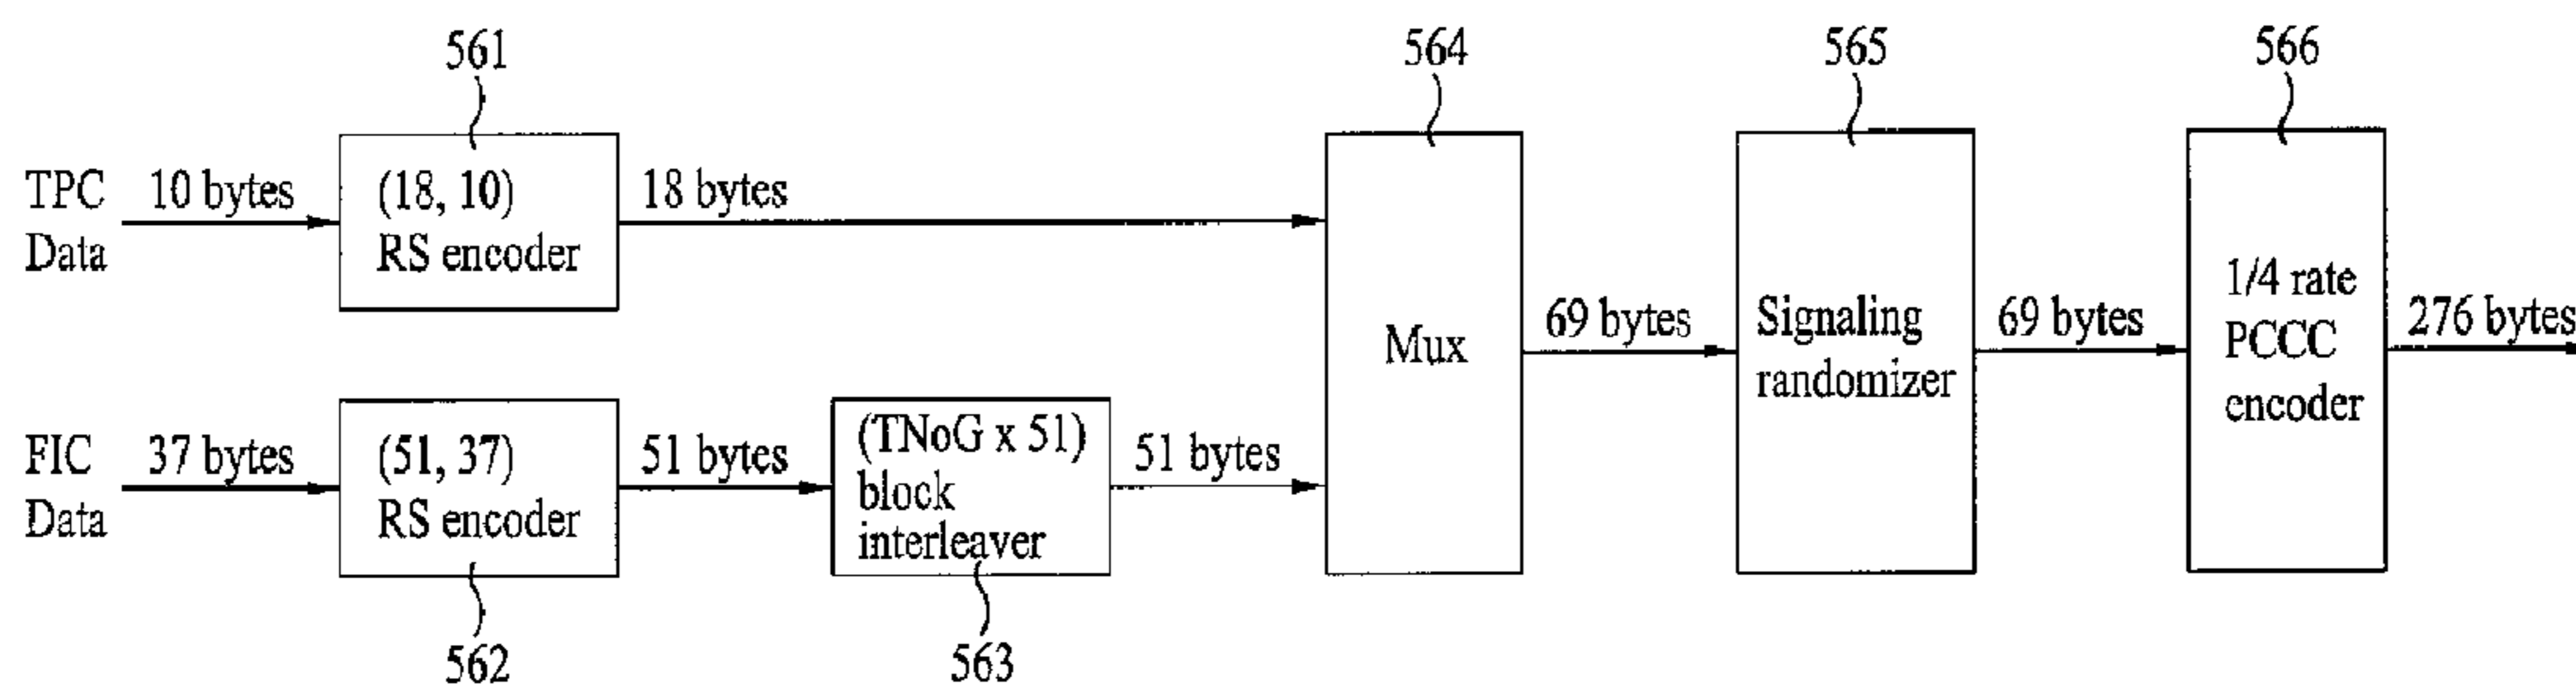 561
564
565
566
TPC
Data
10 bytes
(18, 10)
RS encoder
18 bytes
FIC
Data
37 bytes
(51, 37)
RS encoder
51 bytes
(TNoG x 51)
block
interleaver
51 bytes
Mux
69 bytes
Signaling
randomizer
69 bytes
1/4 rate
PCCC
encoder
276 bytes
562
563